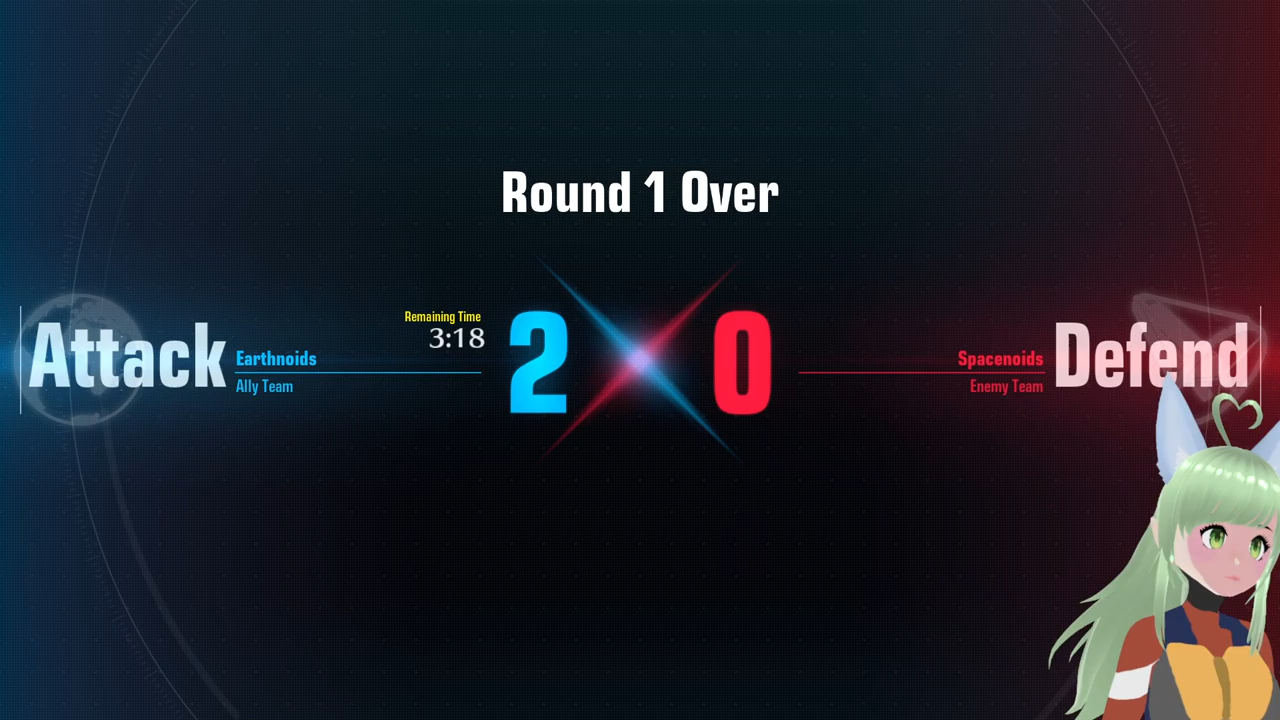 Round 1 Over
Attack
Earthnoids
Ally Team
Remaining Time
3:18
2
0
Spacenoids
Enemy Team
Defend